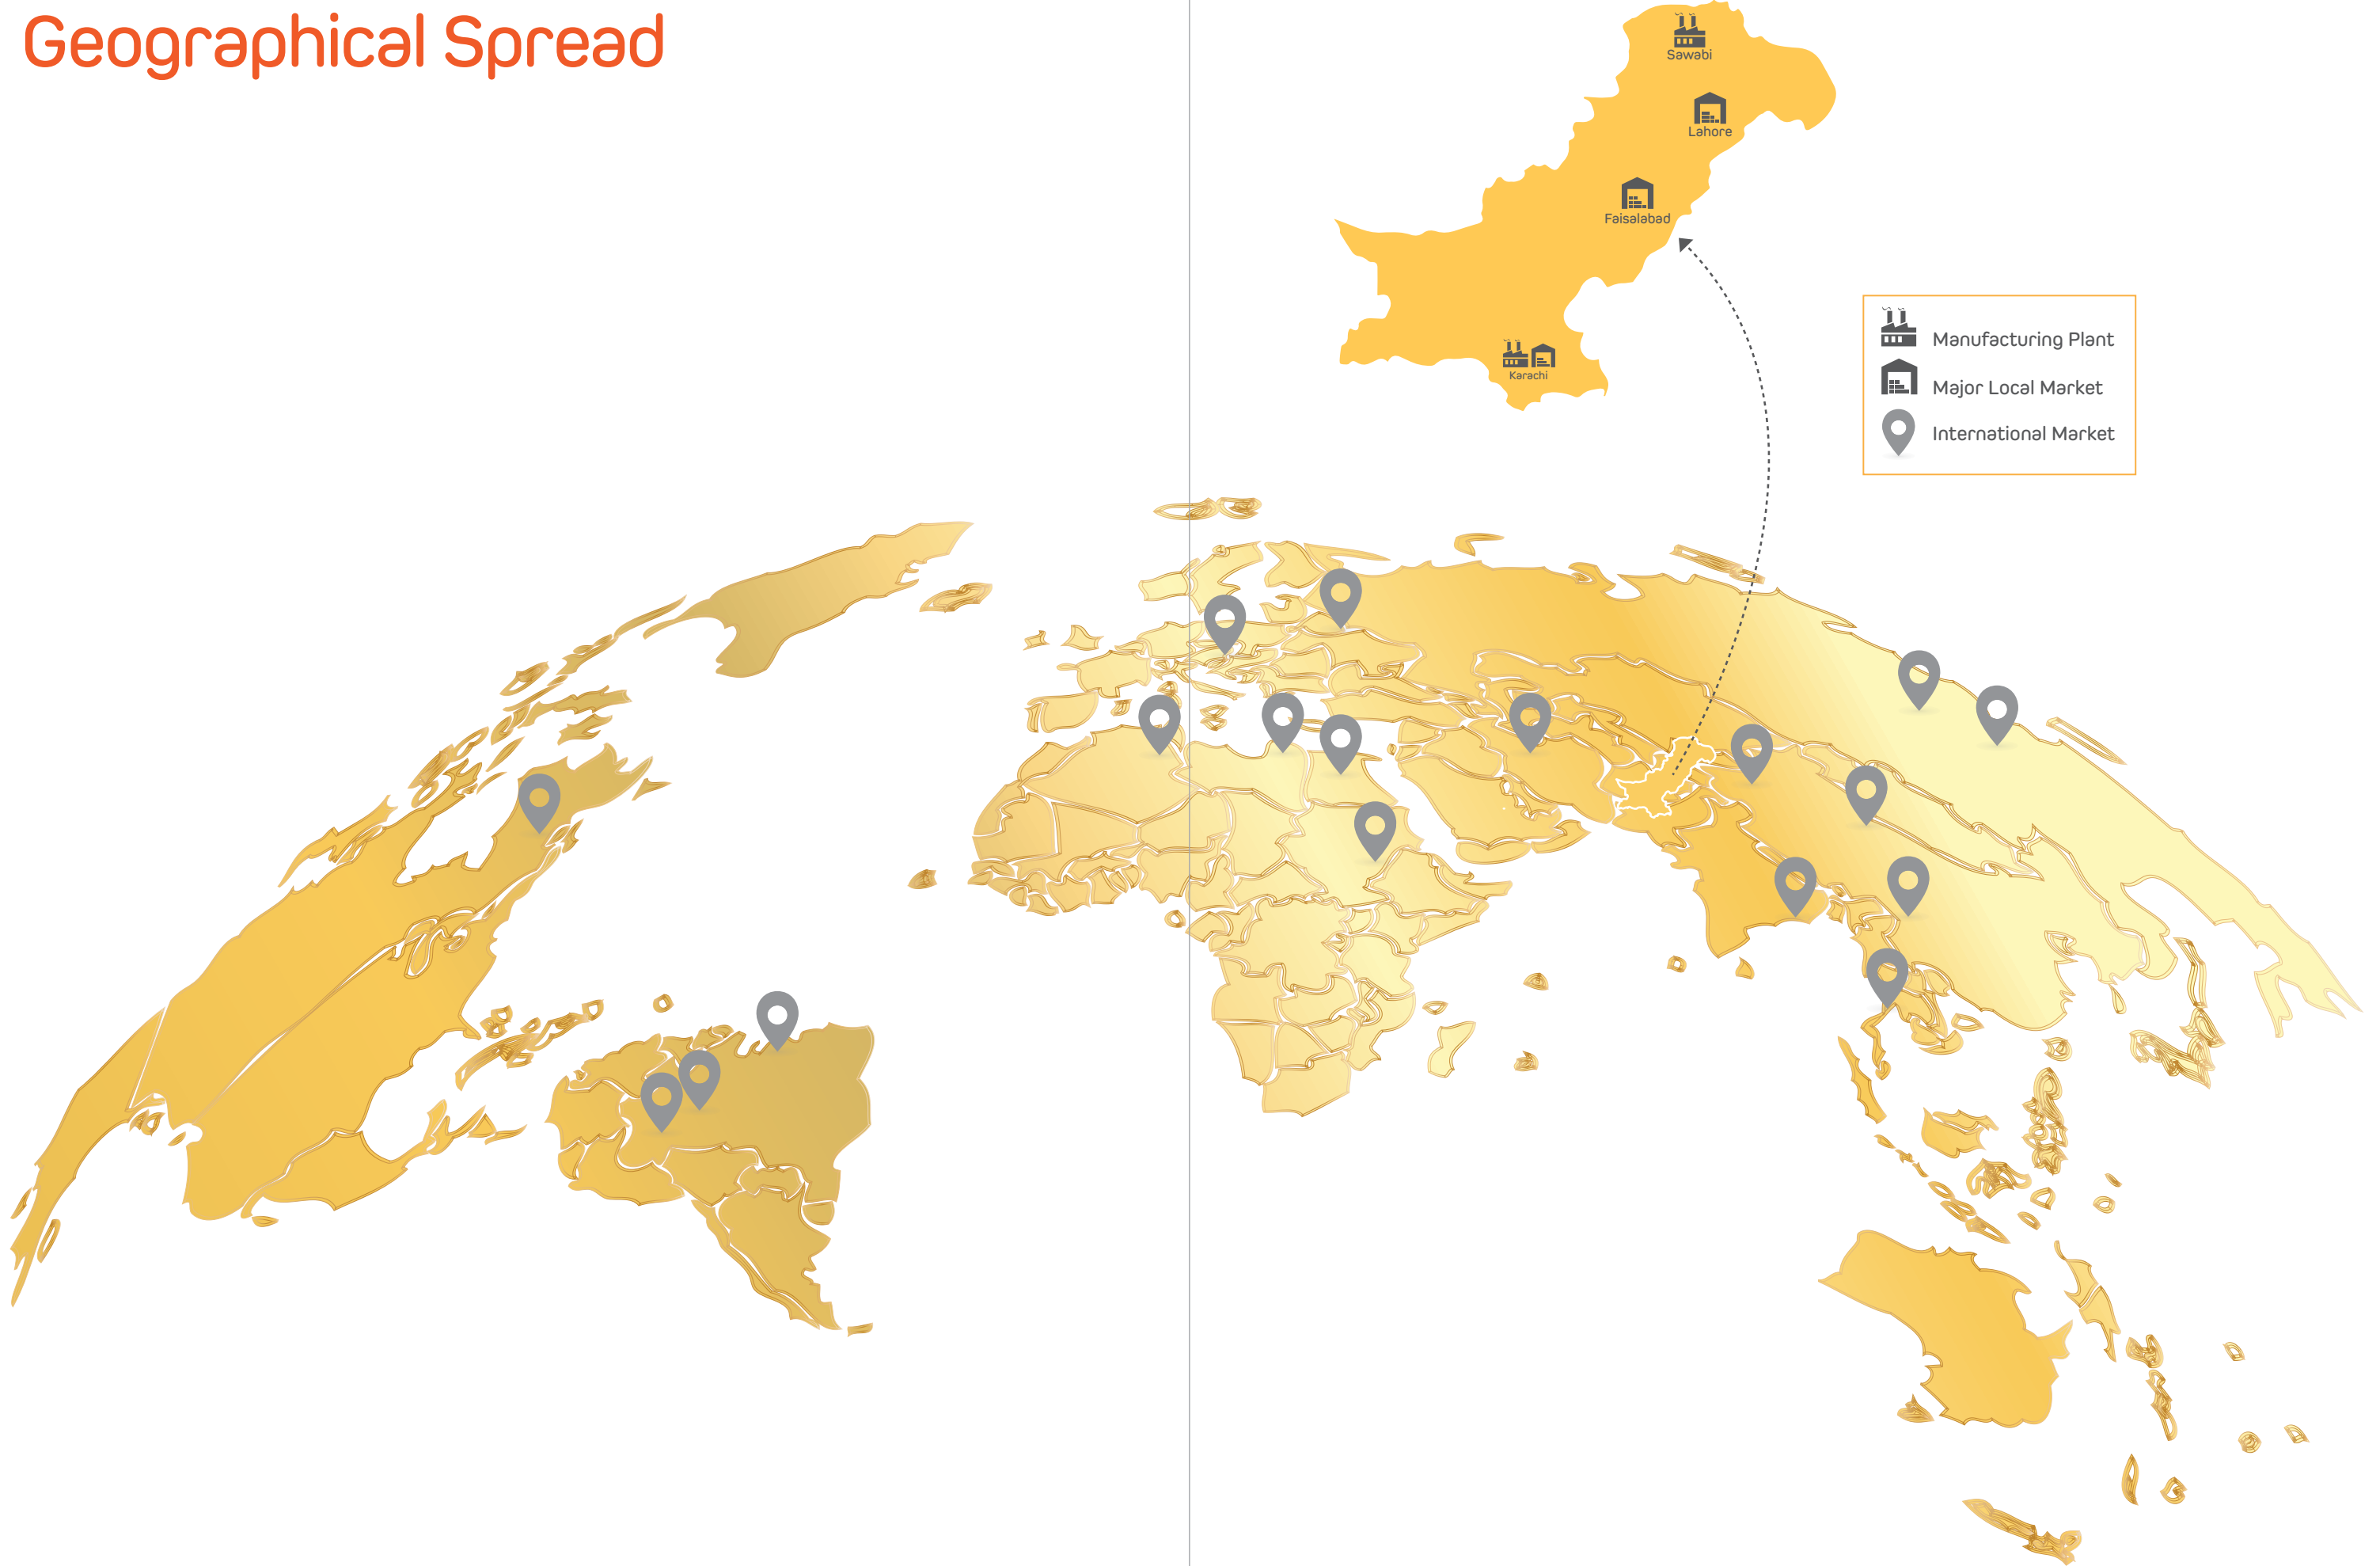 Geographical Spread
Sawabi
Lahore
Faisalabad
Karachi
Manufacturing Plant
Major Local Market
International Market